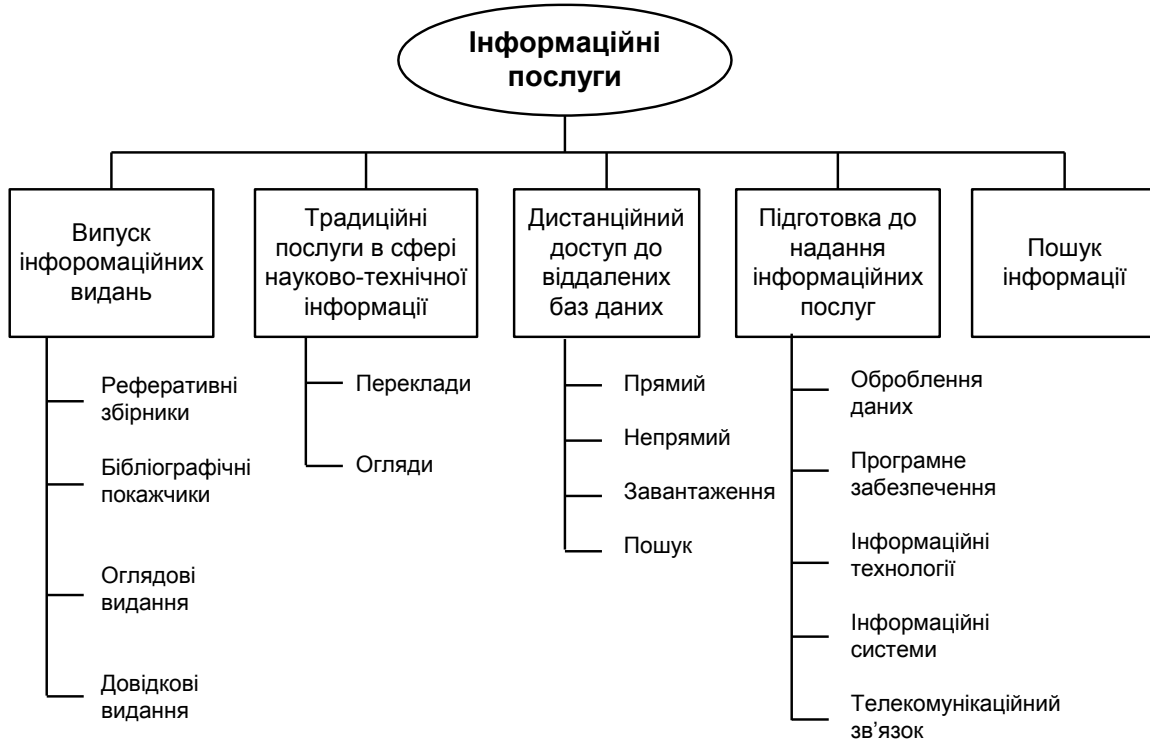 Інформаційні
послуги
Випуск
інфоромаційних
видань
Традиційні
послуги в сфері
науково-технічної
інформації
Дистанційний
доступ до
віддалених
баз даних
Підготовка до
надання
інформаційних
послуг
Пошук
інформації
Реферативні
збірники
Бібліографічні
покажчики
Оглядові
видання
Довідкові
видання
Переклади
Огляди
Прямий
Непрямий
Завантаження
Пошук
Оброблення
даних
Програмне
забезпечення
Інформаційні
технології
Інформаційні
системи
Телекомунікаційний
зв’язок